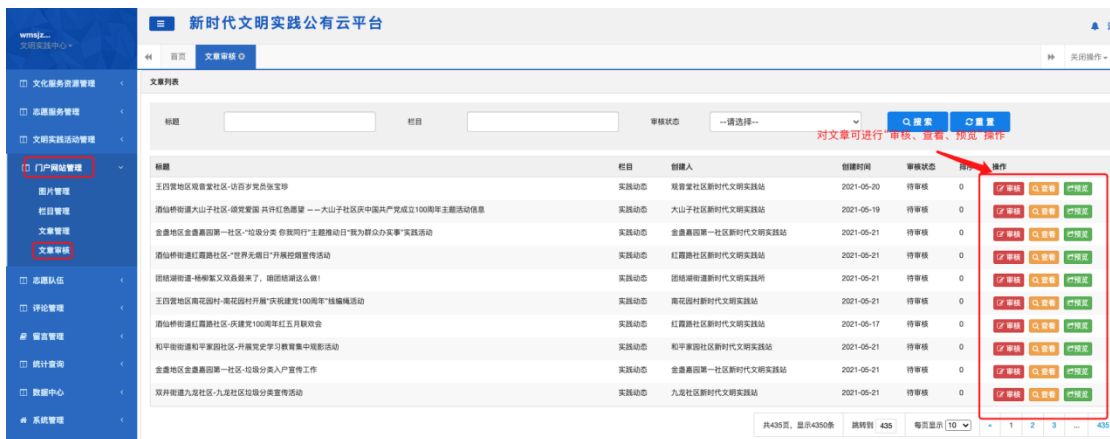 wmsjz...
文明实践中心
新时代文明实践公有云平台
首页
文章审核
关闭操作
文化服务资源管理
志愿服务管理
文明实践活动管理
门户网站管理
图片管理
栏目管理
文章管理
文章审核
志愿队伍
评论管理
留言管理
统计查询
数据中心
系统管理
文章列表
标题 栏目 审核状态 --请选择-- 搜索 重置
对文章可进行"审核、查看、预览"操作
标题 栏目 创建人 创建时间 审核状态 排序 操作
王四营地区观音堂社区-访百岁党员张宝珍 实践动态 观音堂社区新时代文明实践站 2021-05-20 待审核 0 审核 查看 预览
酒仙桥街道大山子社区-颂党爱国 共许红色愿望 ——大山子社区庆中国共产党成立100周年主题活动信息 实践动态 大山子社区新时代文明实践站 2021-05-19 待审核 0 审核 查看 预览
金盏地区金盏嘉园第一社区-"垃圾分类 你我同行"主题推动日"我为群众办实事"实践活动 实践动态 金盏嘉园第一社区新时代文明实践站 2021-05-21 待审核 0 审核 查看 预览
酒仙桥街道红霞路社区-"世界无烟日"开展控烟宣传活动 实践动态 红霞路社区新时代文明实践站 2021-05-21 待审核 0 审核 查看 预览
团结湖街道-杨柳絮又双叒叕来了，咱团结湖这么做! 实践动态 团结湖街道新时代文明实践所 2021-05-21 待审核 0 审核 查看 预览
王四营地区南花园村-南花园村开展"庆祝建党100周年"线编绳活动 实践动态 南花园村新时代文明实践站 2021-05-21 待审核 0 审核 查看 预览
酒仙桥街道红霞路社区-庆建党100周年红五月联欢会 实践动态 红霞路社区新时代文明实践站 2021-05-17 待审核 0 审核 查看 预览
和平街街道和平家园社区-开展党史学习教育集中观影活动 实践动态 和平家园社区新时代文明实践站 2021-05-21 待审核 0 审核 查看 预览
金盏地区金盏嘉园第一社区-垃圾分类入户宣传工作 实践动态 金盏嘉园第一社区新时代文明实践站 2021-05-21 待审核 0 审核 查看 预览
双井街道九龙社区-九龙社区垃圾分类宣传活动 实践动态 九龙社区新时代文明实践站 2021-05-21 待审核 0 审核 查看 预览
共435页，显示4350条 跳转到 435 每页显示 10 « 1 2 3 ... 435